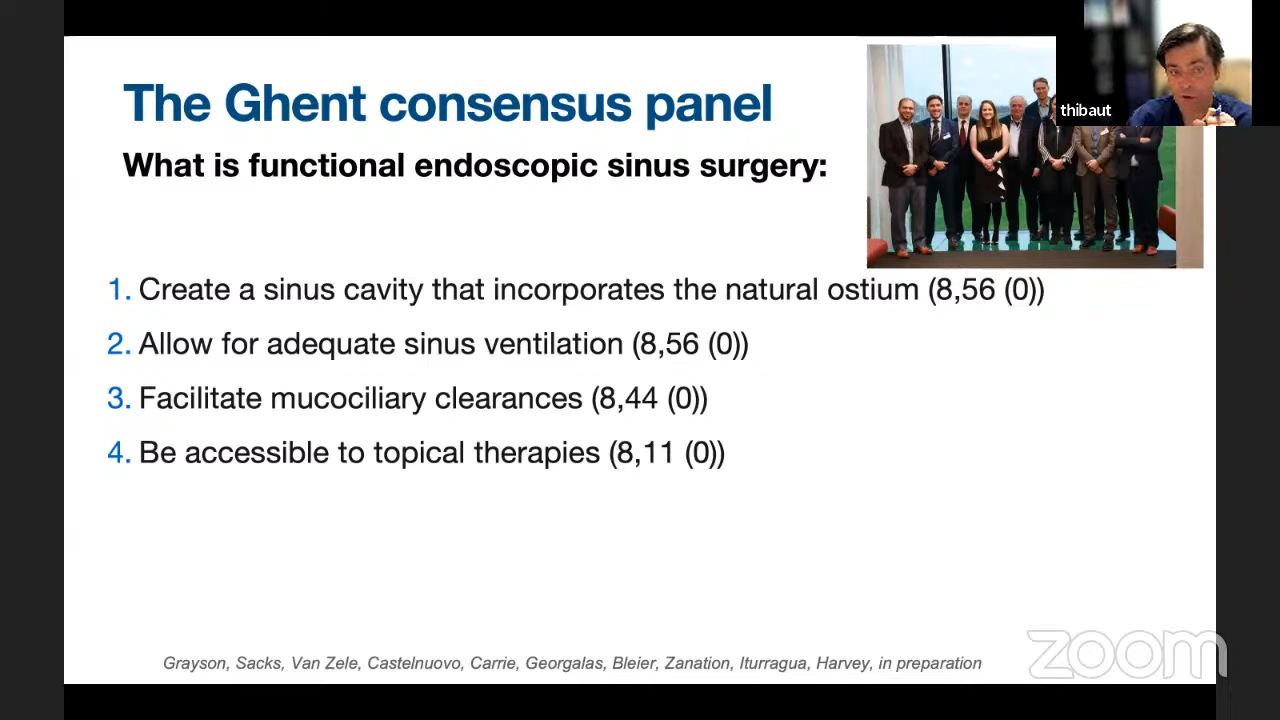 The Ghent consensus panel
thibaut
What is functional endoscopic sinus surgery:
1. Create a sinus cavity that incorporates the natural ostium (8,56 (0))
2. Allow for adequate sinus ventilation (8,56 (0))
3. Facilitate mucociliary clearances (8,44 (0))
4. Be accessible to topical therapies (8,11 (0))
Grayson, Sacks, Van Zele, Castelnuovo, Carrie, Georgalas, Bleier, Zanation, Iturragua, Harvey, in preparation
zoom